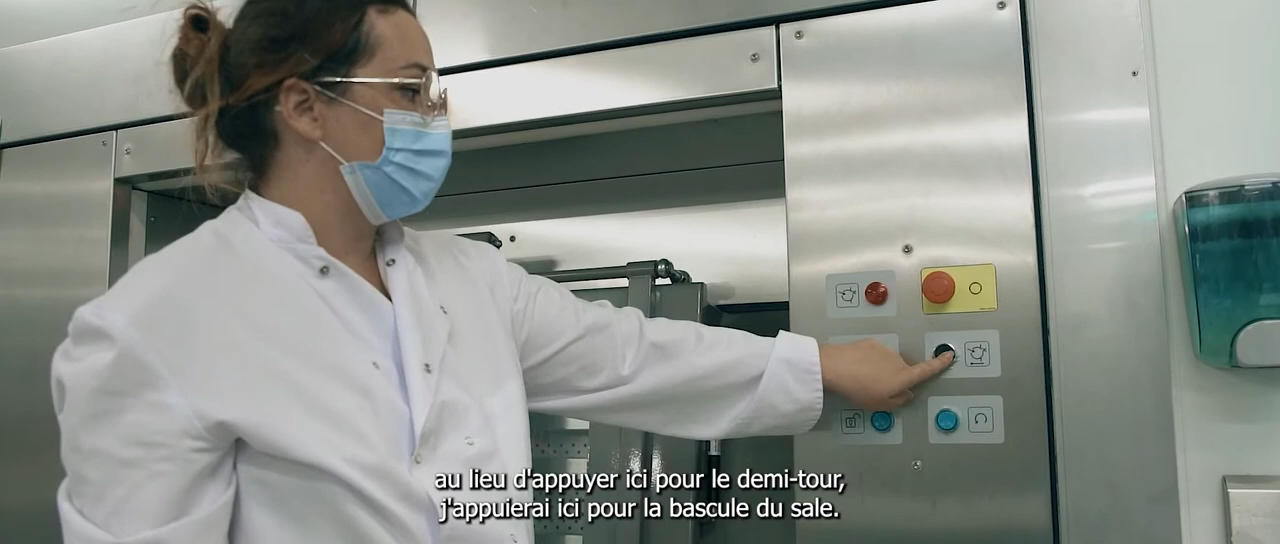 au lieu d'appuyer ici pour le demi-tour,
j'appuierai ici pour la bascule du sale.